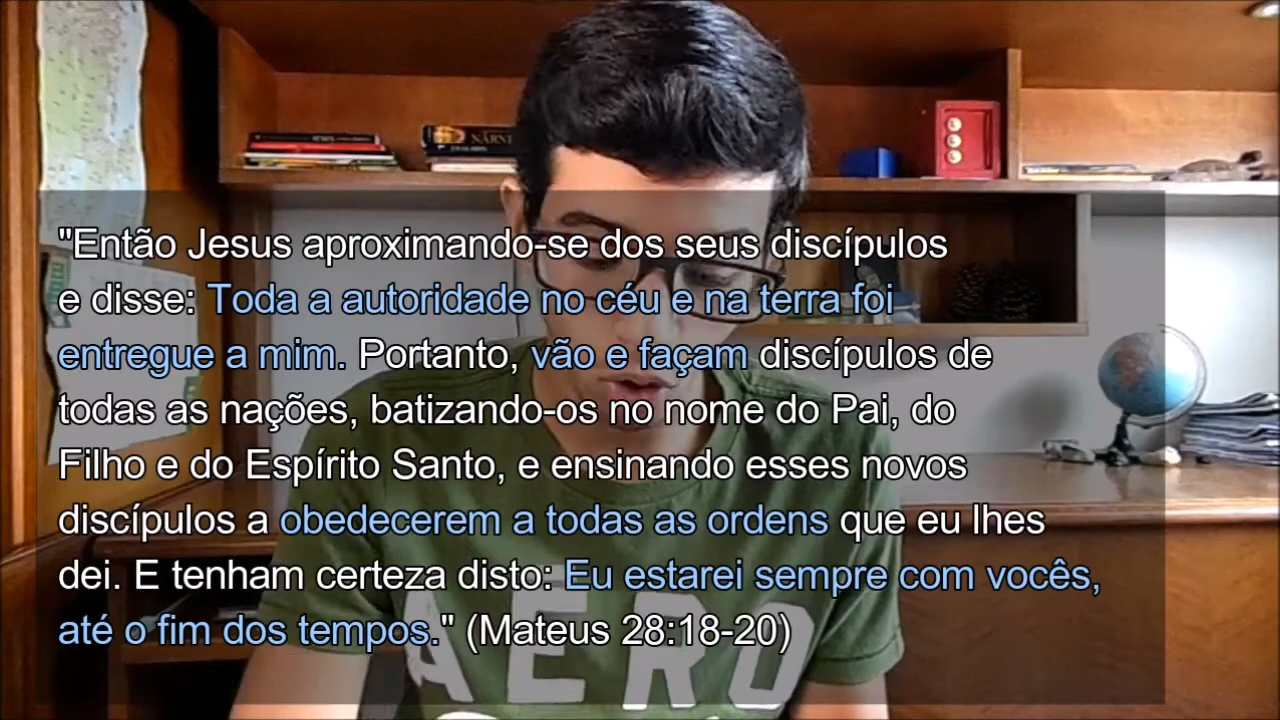 NÁRNI
"Então Jesus aproximando-se dos seus discípulos
e disse: Toda a autoridade no céu e na terra foi
entregue a mim. Portanto, vão e façam discípulos de
todas as nações, batizando-os no nome do Pai, do
Filho e do Espírito Santo, e ensinando esses novos
discípulos a obedecerem a todas as ordens que eu lhes
dei. E tenham certeza disto: Eu estarei sempre com vocês,
até o fim dos tempos." (Mateus 28:18-20)
AERO